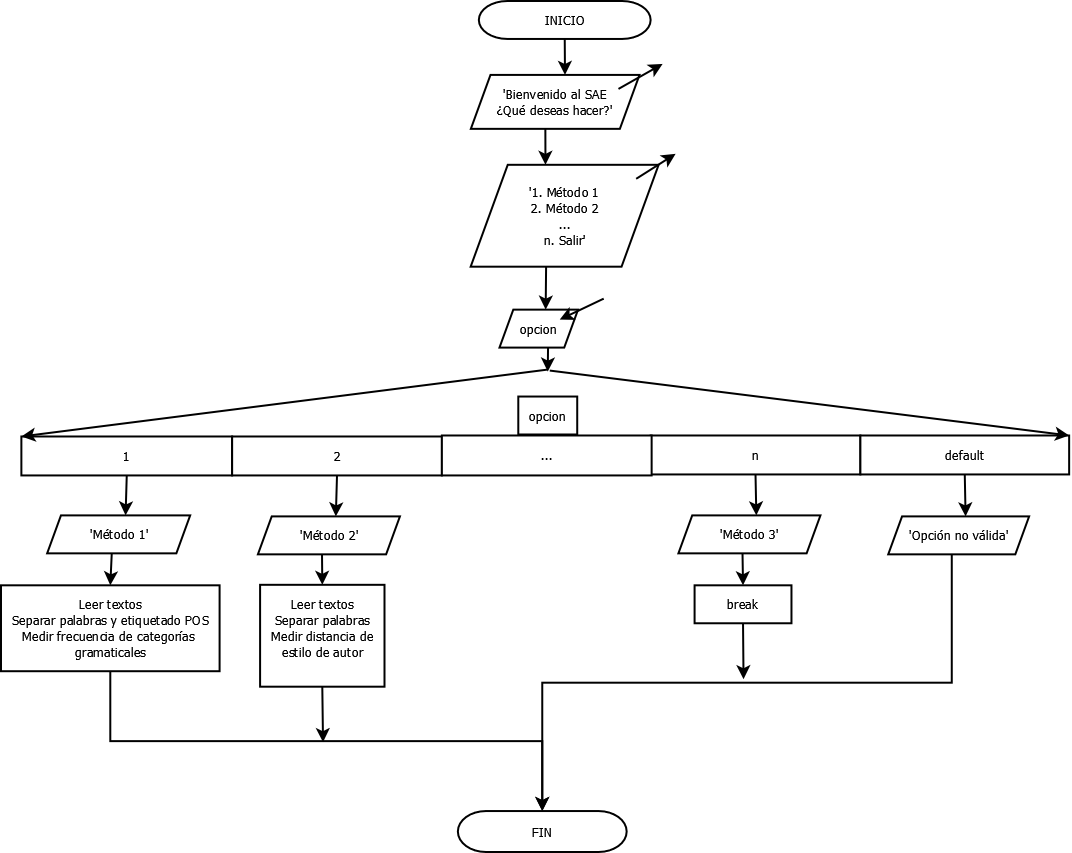 INICIO
'Bienvenido al SAE
¿Qué deseas hacer?'
'1. Método 1
2. Método 2
...
n. Salir'
opcion
opcion
1
2
...
n
default
'Método 1'
'Método 2'
'Método 3'
'Opción no válida'
Leer textos
Separar palabras y etiquetado POS
Medir frecuencia de categorías
gramaticales
Leer textos
Separar palabras
Medir distancia de
estilo de autor
break
FIN